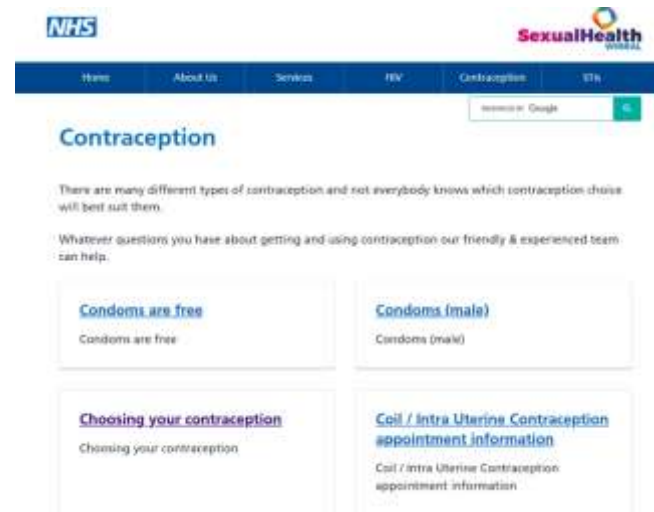 NHS
SexualHealth
WIRRAL
Home About Us Services HIV Contraception STIs
Google
Contraception
There are many different types of contraception and not everybody knows which contraception choice
will best suit them.
Whatever questions you have about getting and using contraception our friendly & experienced team
can help.
Condoms are free
Condoms are free
Condoms (male)
Condoms (male)
Choosing your contraception
Choosing your contraception
Coil / Intra Uterine Contraception
appointment information
Coil / Intra Uterine Contraception
appointment information